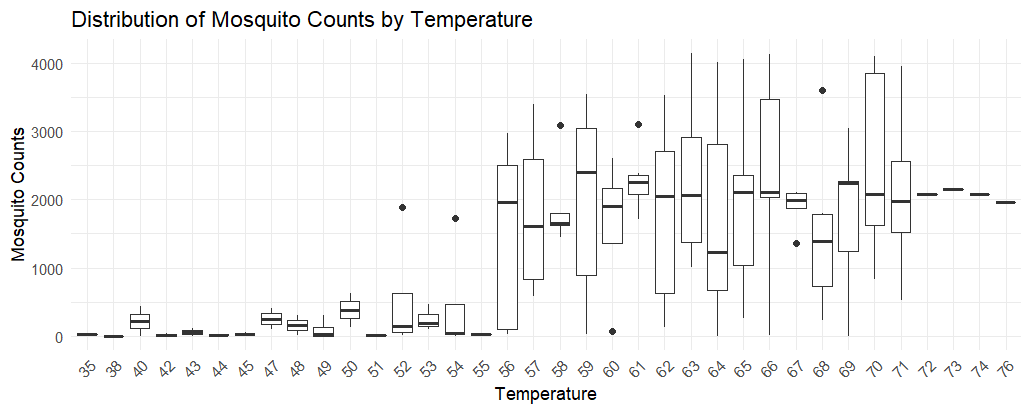 Distribution of Mosquito Counts by Temperature
Mosquito Counts
4000
3000
2000
1000
0
35 38 40 42 43 44 45 47 48 49 50 51 52 53 54 55 56 57 58 59 60 61 62 63 64 65 66 67 68 69 70 71 72 73 74 76
Temperature